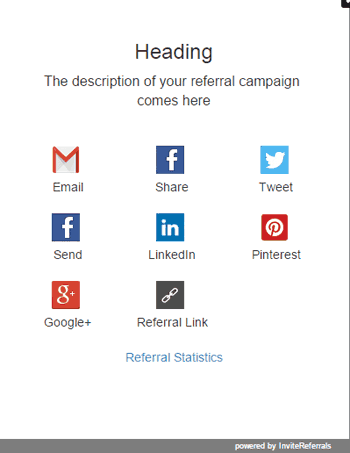 Heading
The description of your referral campaign
comes here
Email Share Tweet
Send LinkedIn Pinterest
Google+ Referral Link
Referral Statistics
powered by InviteReferrals